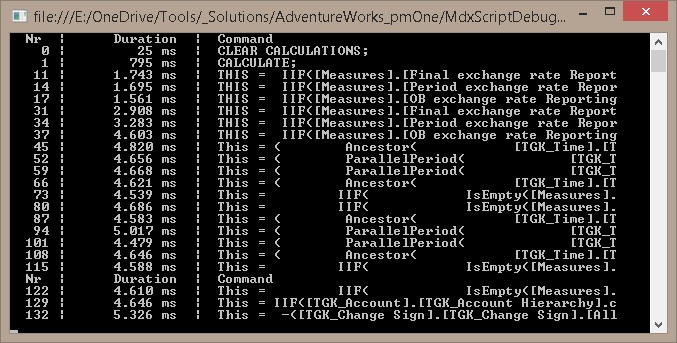 file:///E:/OneDrive/Tools/_Solutions/AdventureWorks_pmOne/MdxScriptDebug...
Nr ¦ Duration ¦ Command
0 ¦ 25 ms ¦ CLEAR CALCULATIONS;
1 ¦ 795 ms ¦ CALCULATE;
11 ¦ 1.743 ms ¦ THIS = IIF([Measures].[Final exchange rate Report
14 ¦ 1.695 ms ¦ THIS = IIF([Measures].[Period exchange rate Repor
17 ¦ 1.561 ms ¦ THIS = IIF([Measures].[OB exchange rate Reporting
31 ¦ 2.908 ms ¦ THIS = IIF([Measures].[Final exchange rate Report
34 ¦ 3.283 ms ¦ THIS = IIF([Measures].[Period exchange rate Repor
37 ¦ 4.603 ms ¦ THIS = IIF([Measures].[OB exchange rate Reporting
45 ¦ 4.820 ms ¦ This = ( Ancestor( [TGK_Time].[T
52 ¦ 4.656 ms ¦ This = ( ParallelPeriod( [TGK_T
59 ¦ 4.668 ms ¦ This = ( ParallelPeriod( [TGK_T
66 ¦ 4.621 ms ¦ This = ( Ancestor( [TGK_Time].[T
73 ¦ 4.539 ms ¦ This = IIF( IsEmpty([Measures].
80 ¦ 4.686 ms ¦ This = IIF( IsEmpty([Measures].
87 ¦ 4.583 ms ¦ This = ( Ancestor( [TGK_Time].[T
94 ¦ 5.017 ms ¦ This = ( ParallelPeriod( [TGK_T
101 ¦ 4.479 ms ¦ This = ( ParallelPeriod( [TGK_T
108 ¦ 4.646 ms ¦ This = ( Ancestor( [TGK_Time].[T
115 ¦ 4.588 ms ¦ This = IIF( IsEmpty([Measures].
Nr ¦ Duration ¦ Command
122 ¦ 4.610 ms ¦ This = IIF( IsEmpty([Measures].
129 ¦ 4.646 ms ¦ This = IIF([TGK_Account].[TGK_Account Hierarchy].c
132 ¦ 5.326 ms ¦ This = -([TGK_Change Sign].[TGK_Change Sign].[All